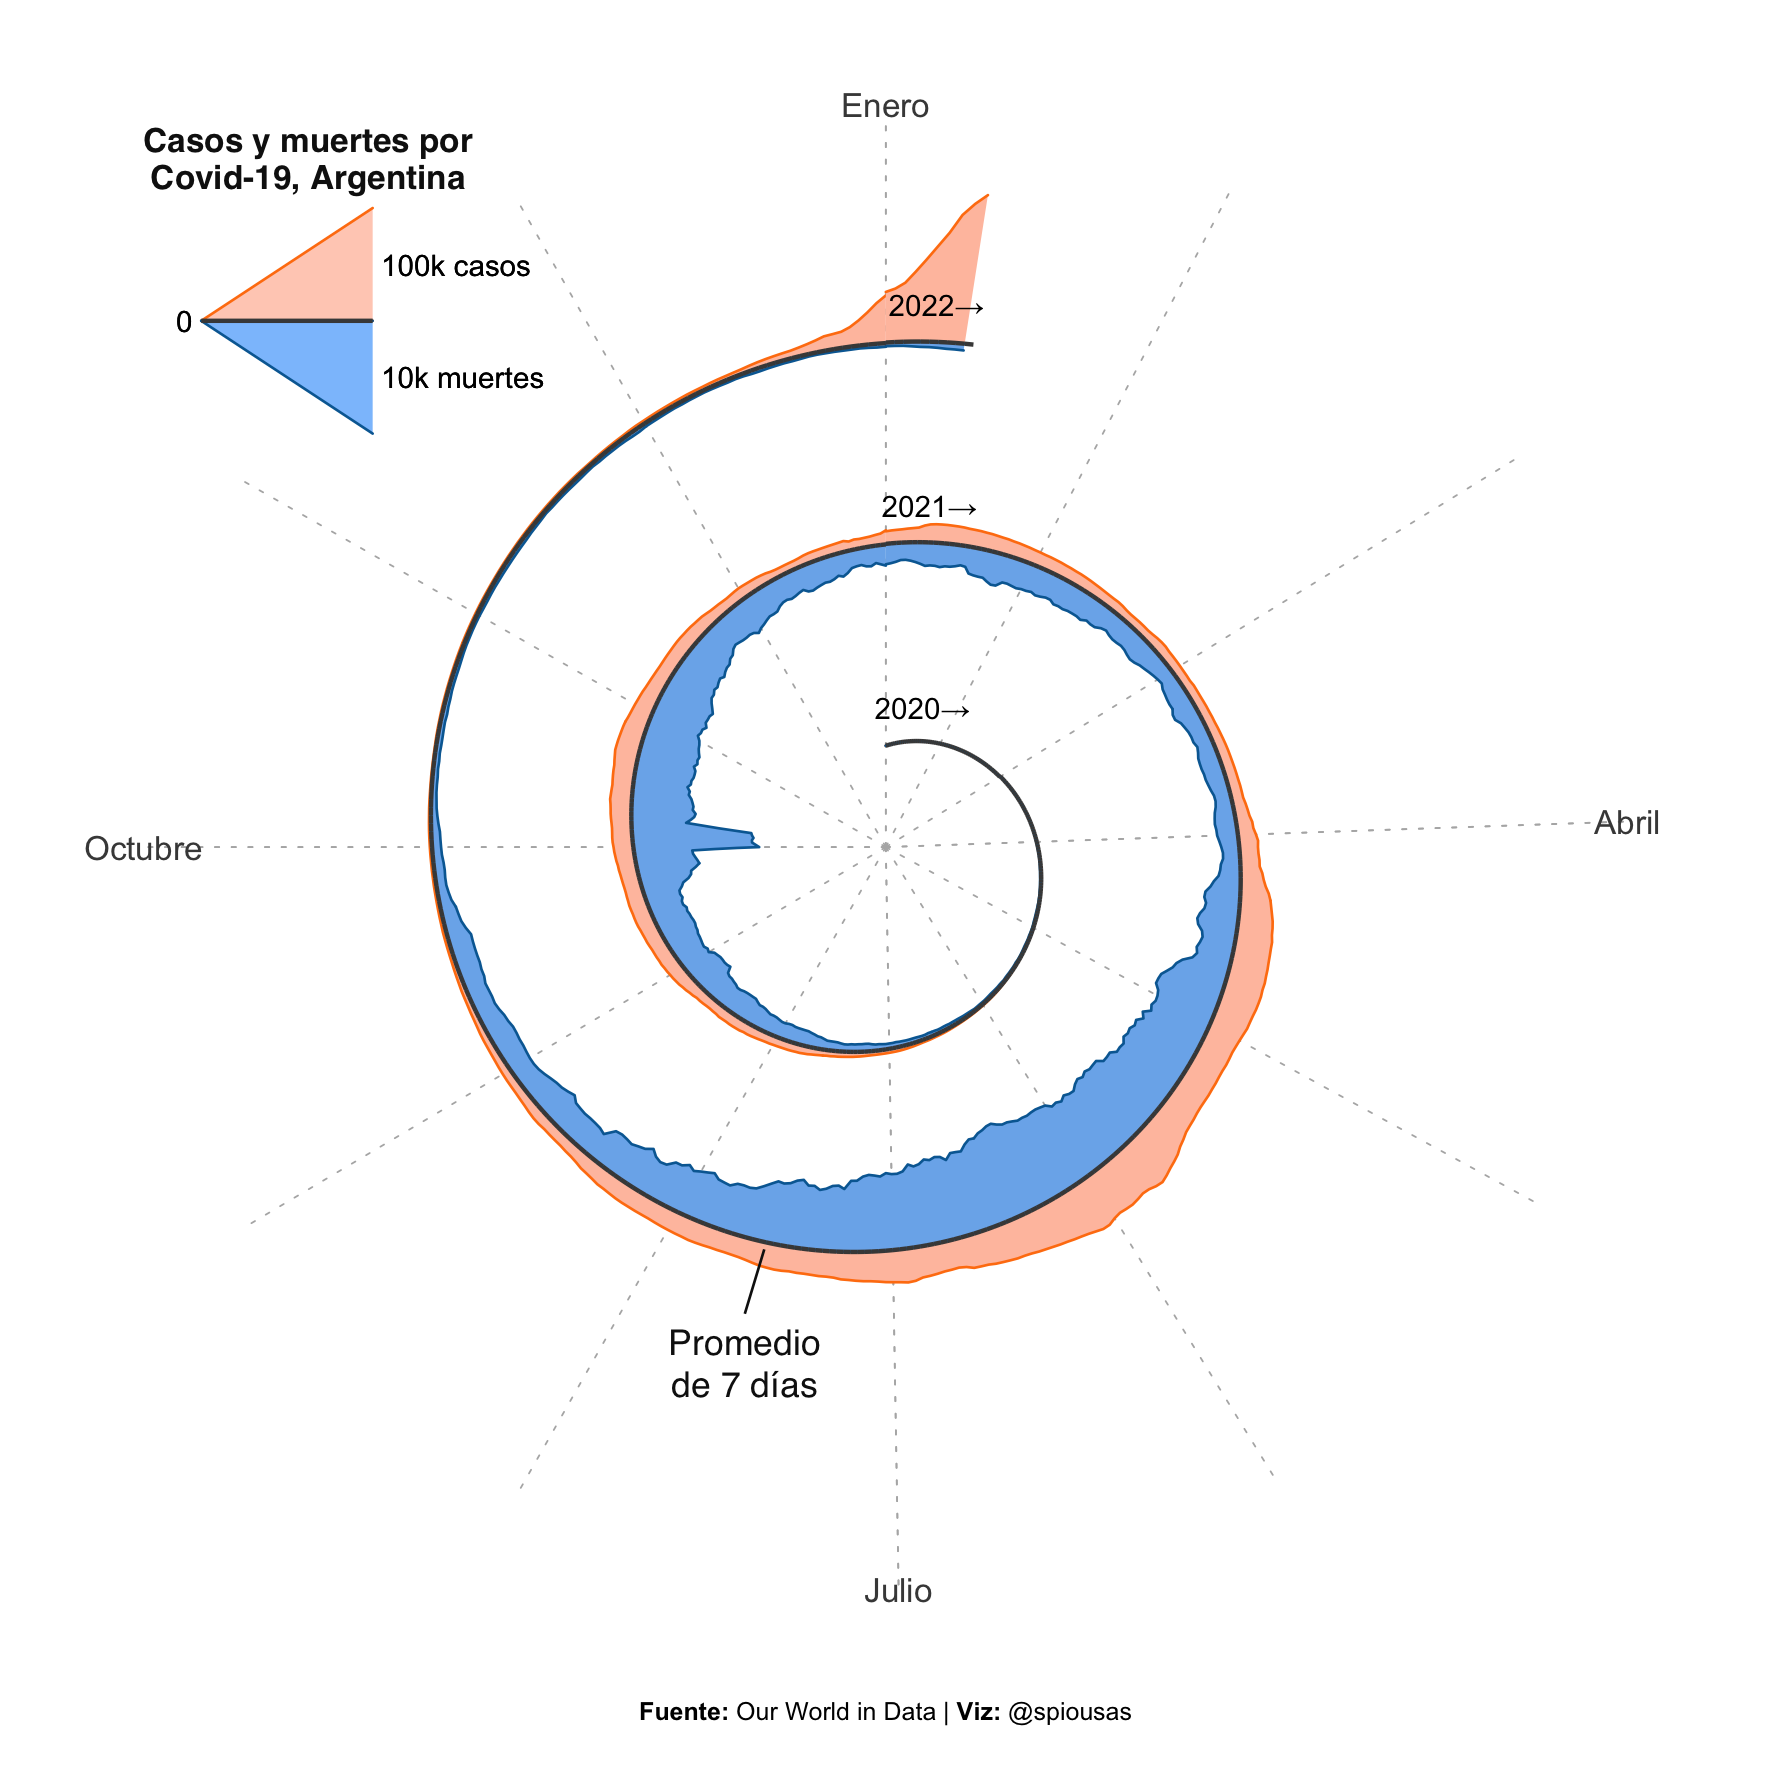 Enero
Casos y muertes por
Covid-19, Argentina
100k casos
0
10k muertes
2022→
2021→
2020→
Abril
Octubre
Promedio
de 7 días
Julio
Fuente: Our World in Data | Viz: @spiousas